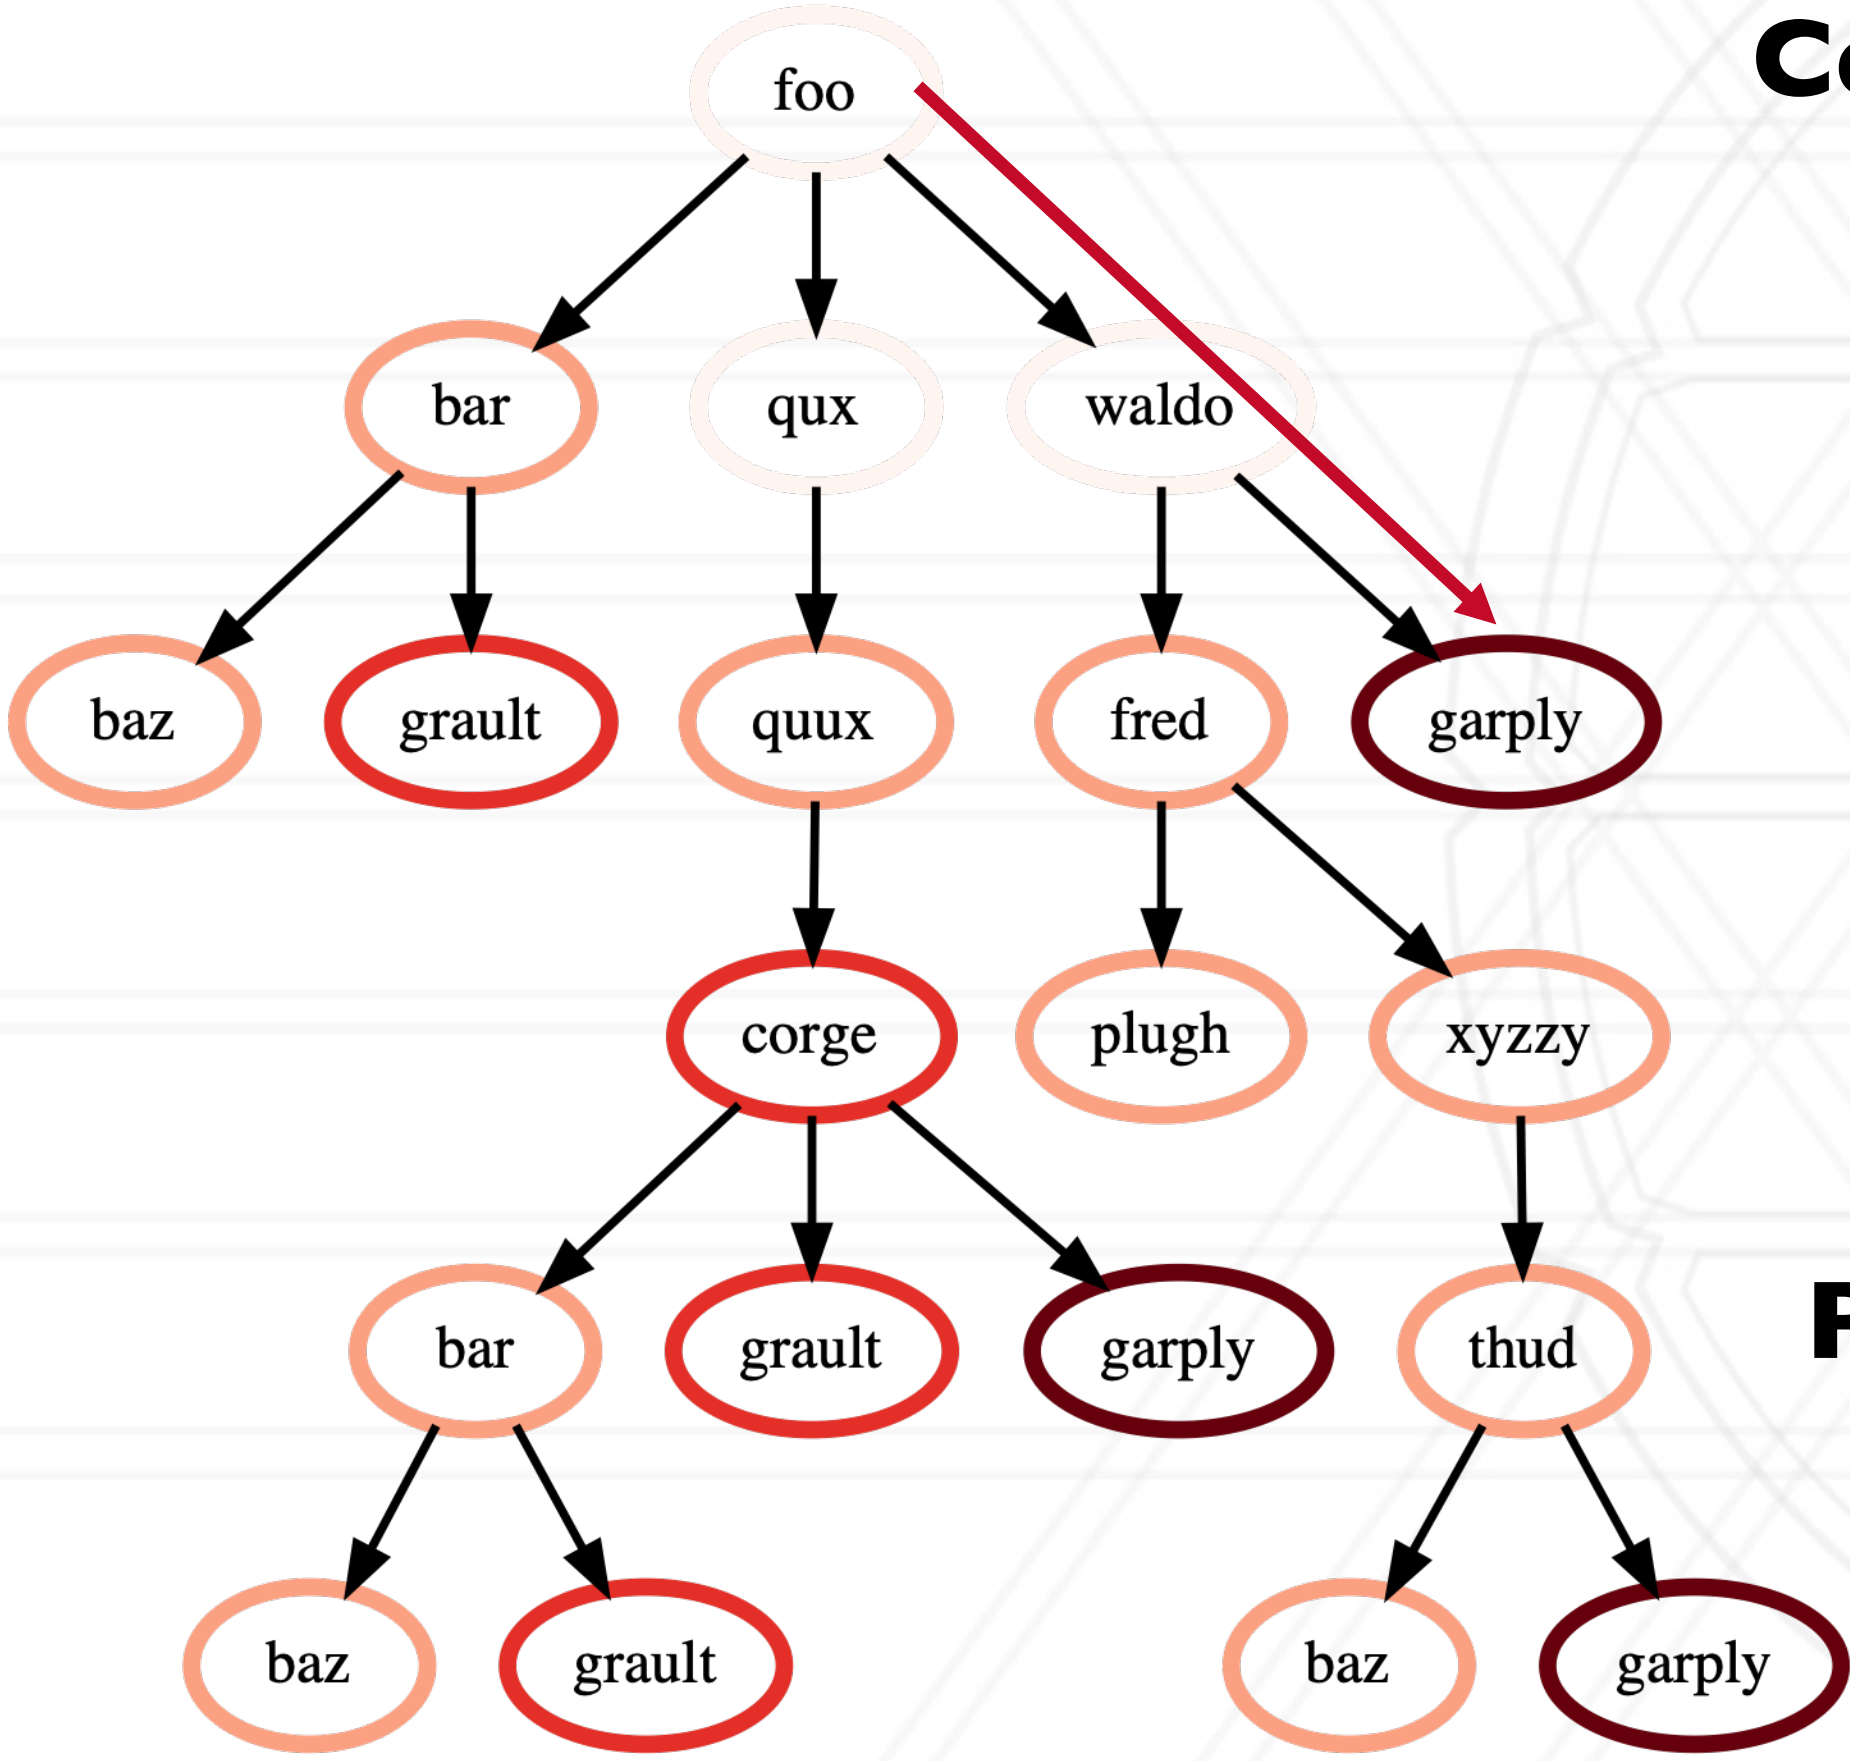 foo
bar qux waldo
baz grault quux fred garply
corge plugh xyzzy
bar grault garply thud
baz grault baz garply